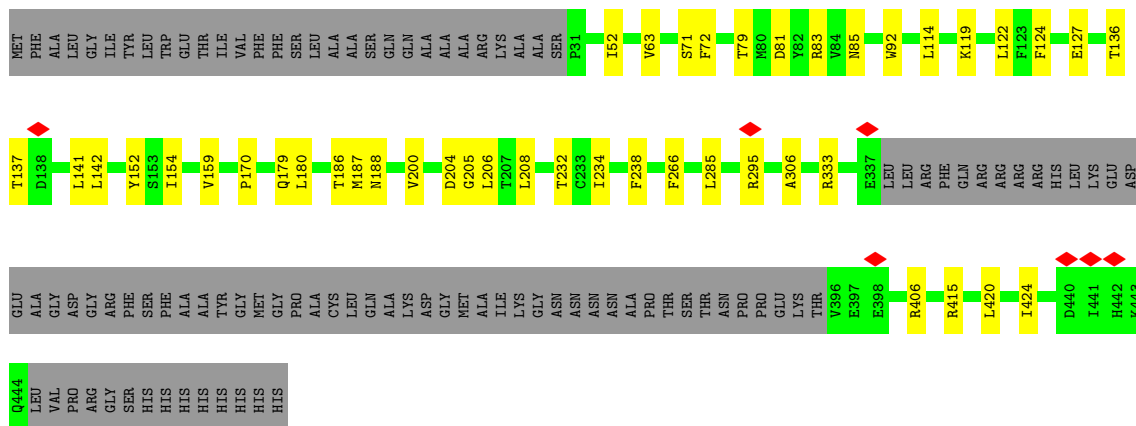 MET PHE ALA LEU GLY ILE TYR LEU TRP GLU THR ILE VAL PHE PHE SER LEU ALA ALA SER GLN GLN ALA ALA ALA ARG LYS ALA ALA SER P31 I52 V63 S71 F72 T79 M80 D81 Y82 R83 V84 N85 W92 L114 K119 L122 F123 F124 E127 T136
T137 D138 L141 L142 Y152 S153 I154 V159 P170 Q179 L180 T186 M187 N188 V200 D204 G205 L206 T207 L208 T232 C233 I234 F238 F266 L285 R295 A306 R333 E337 LEU LEU ARG PHE GLN ARG ARG ARG ARG HIS LEU LYS GLU ASP
GLU ALA GLY ASP GLY ARG PHE SER PHE ALA ALA TYR GLY MET GLY PRO ALA CYS LEU GLN ALA LYS ASP GLY MET ALA ILE LYS GLY ASN ASN ASN ASN ASN ALA PRO THR SER THR ASN PRO PRO GLU LYS THR V396 E397 E398 R406 R415 L420 I424 D440 I441 H442 K443
Q444 LEU VAL PRO ARG GLY SER HIS HIS HIS HIS HIS HIS HIS HIS